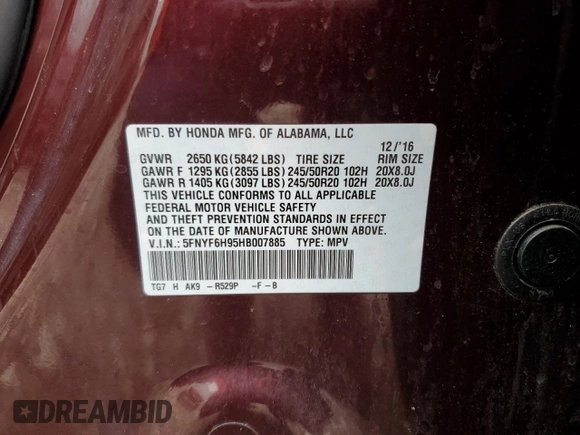 MFD. BY HONDA MFG. OF ALABAMA, LLC
12/'16
GVWR 2650 KG (5842 LBS) TIRE SIZE RIM SIZE
GAWR F 1295 KG (2855 LBS) 245/50R20 102H 20X8.0J
GAWR R 1405 KG (3097 LBS) 245/50R20 102H 20X8.0J
THIS VEHICLE CONFORMS TO ALL APPLICABLE
FEDERAL MOTOR VEHICLE SAFETY
AND THEFT PREVENTION STANDARDS IN EFFECT
ON THE DATE OF MANUFACTURE SHOWN ABOVE.
V.I.N.: 5FNYF6H95HB007885 TYPE: MPV
TG7 H AK9 -R529P -F-B
DREAMBID